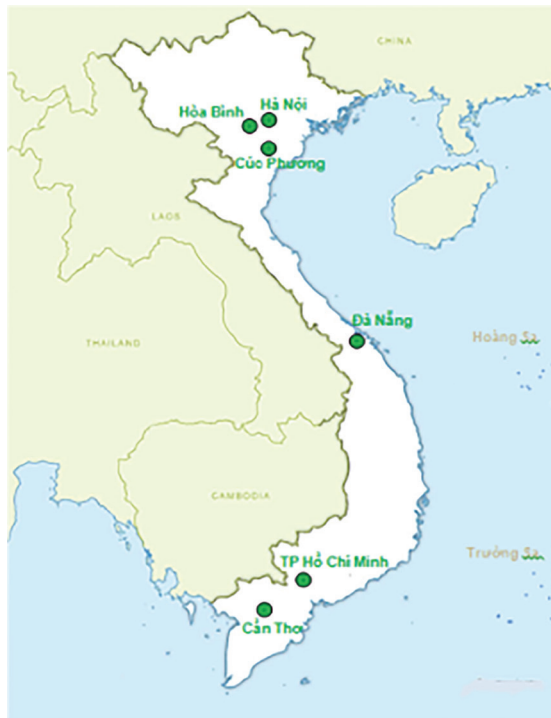 CHINA
Hà Nội
Hòa Bình
Cúc Phương
LAOS
Đà Nẵng
Hoàng Sa
THAILAND
CAMBODIA
Trường Sa
TP Hồ Chí Minh
Cần Thơ